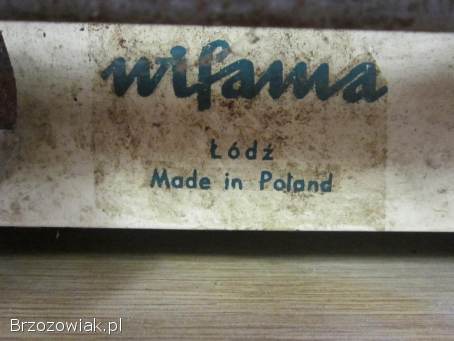 wifama
Łódź
Made in Poland
Brzozowiak.pl